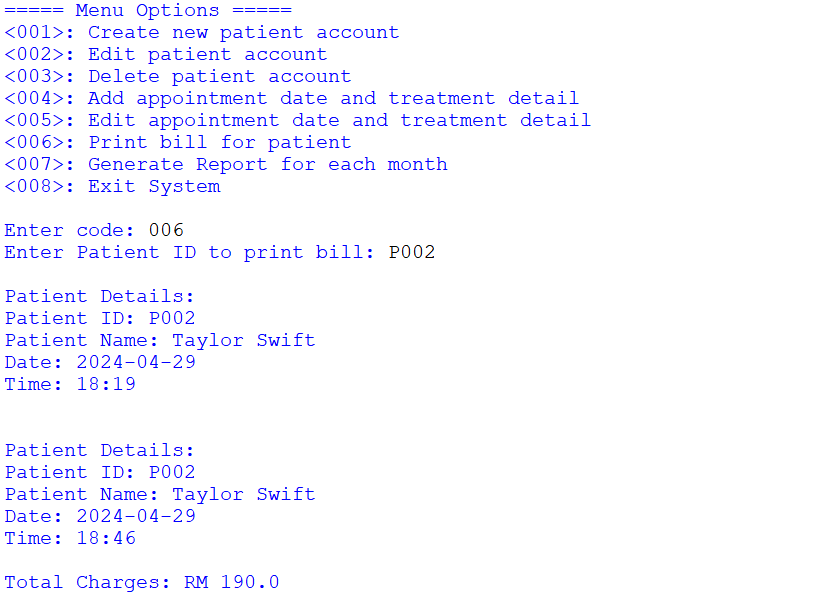 ===== Menu Options =====
<001>: Create new patient account
<002>: Edit patient account
<003>: Delete patient account
<004>: Add appointment date and treatment detail
<005>: Edit appointment date and treatment detail
<006>: Print bill for patient
<007>: Generate Report for each month
<008>: Exit System
Enter code: 006
Enter Patient ID to print bill: P002
Patient Details:
Patient ID: P002
Patient Name: Taylor Swift
Date: 2024-04-29
Time: 18:19
Patient Details:
Patient ID: P002
Patient Name: Taylor Swift
Date: 2024-04-29
Time: 18:46
Total Charges: RM 190.0